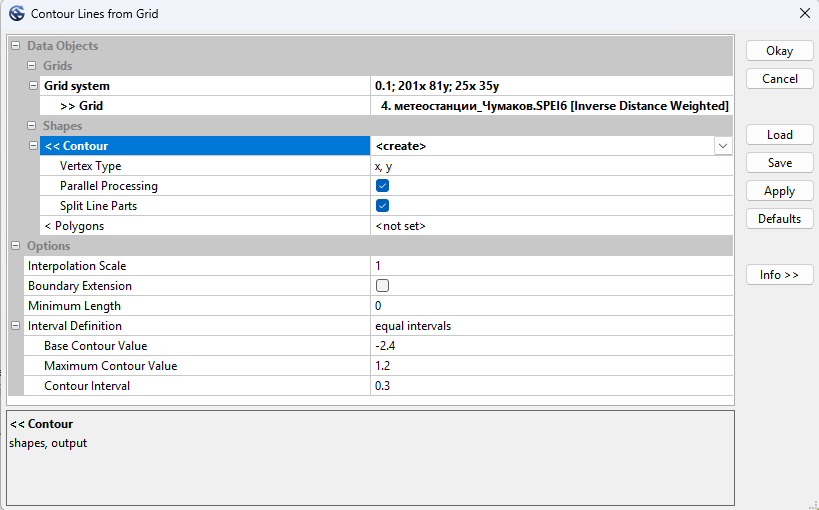 Contour Lines from Grid
Data Objects
Grids
Grid system 0.1; 201x 81y; 25x 35y
>> Grid 4. метеостанции_Чумаков.SPEI6 [Inverse Distance Weighted]
Shapes
<< Contour <create>
Vertex Type x, y
Parallel Processing
Split Line Parts
< Polygons <not set>
Options
Interpolation Scale 1
Boundary Extension
Minimum Length 0
Interval Definition equal intervals
Base Contour Value -2.4
Maximum Contour Value 1.2
Contour Interval 0.3
<< Contour
shapes, output
Okay
Cancel
Load
Save
Apply
Defaults
Info >>